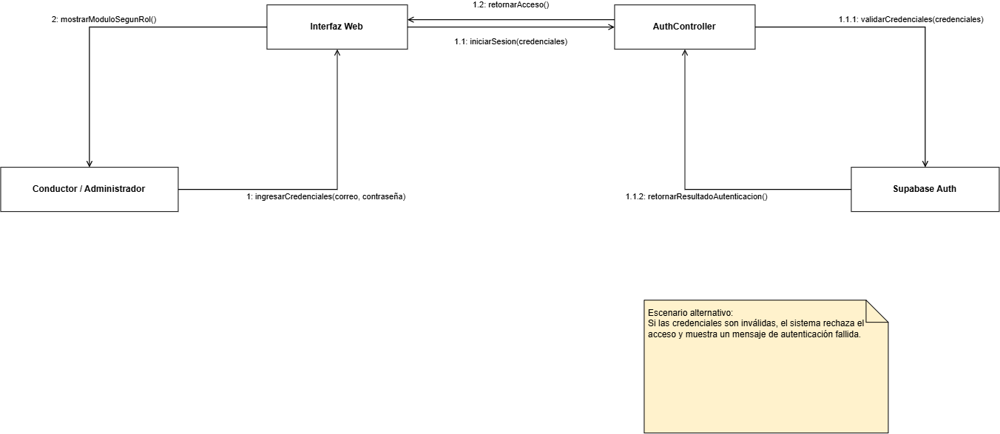 1.2: retornarAcceso()
2: mostrarModuloSegunRol()
Interfaz Web
AuthController
1.1.1: validarCredenciales(credenciales)
1.1: iniciarSesion(credenciales)
Conductor / Administrador
1: ingresarCredenciales(correo, contraseña)
1.1.2: retornarResultadoAutenticacion()
Supabase Auth
Escenario alternativo:
Si las credenciales son inválidas, el sistema rechaza el
acceso y muestra un mensaje de autenticación fallida.